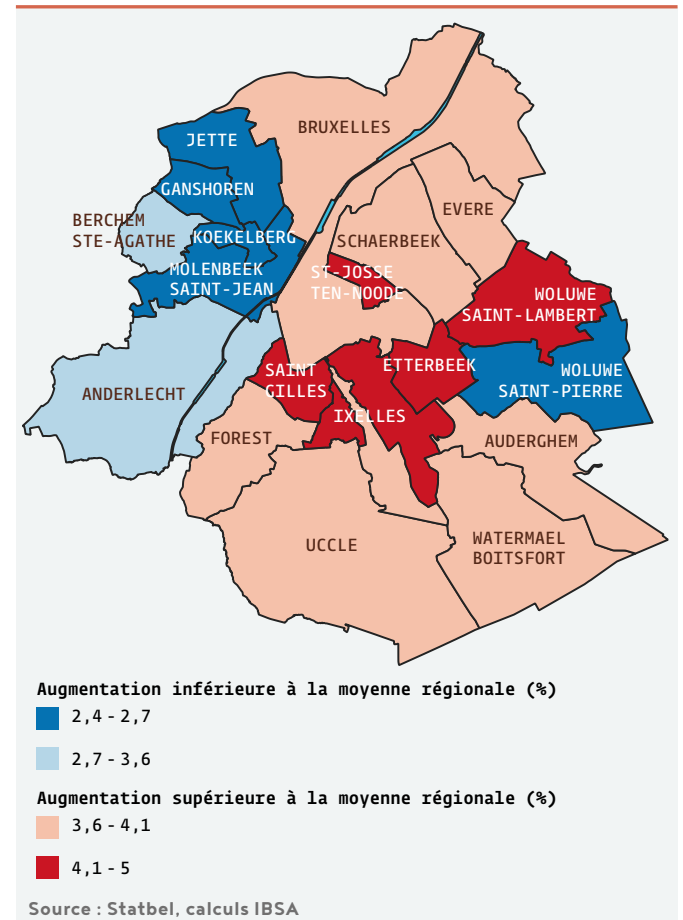 BRUXELLES
JETTE
GANSHOREN
EVERE
BERCHEM
STE-AGATHE
KOEKELBERG
SCHAERBEEK
MOLENBEEK
SAINT-JEAN
ST-JOSSE
TEN-NOODE
WOLUWE
SAINT-LAMBERT
ETTERBEEK
WOLUWE
SAINT-PIERRE
SAINT
GILLES
ANDERLECHT
IXELLES
FOREST
AUDERGHEM
UCCLE
WATERMAEL
BOITSFORT
Augmentation inférieure à la moyenne régionale (%)
2,4 - 2,7
2,7 - 3,6
Augmentation supérieure à la moyenne régionale (%)
3,6 - 4,1
4,1 - 5
Source : Statbel, calculs IBSA